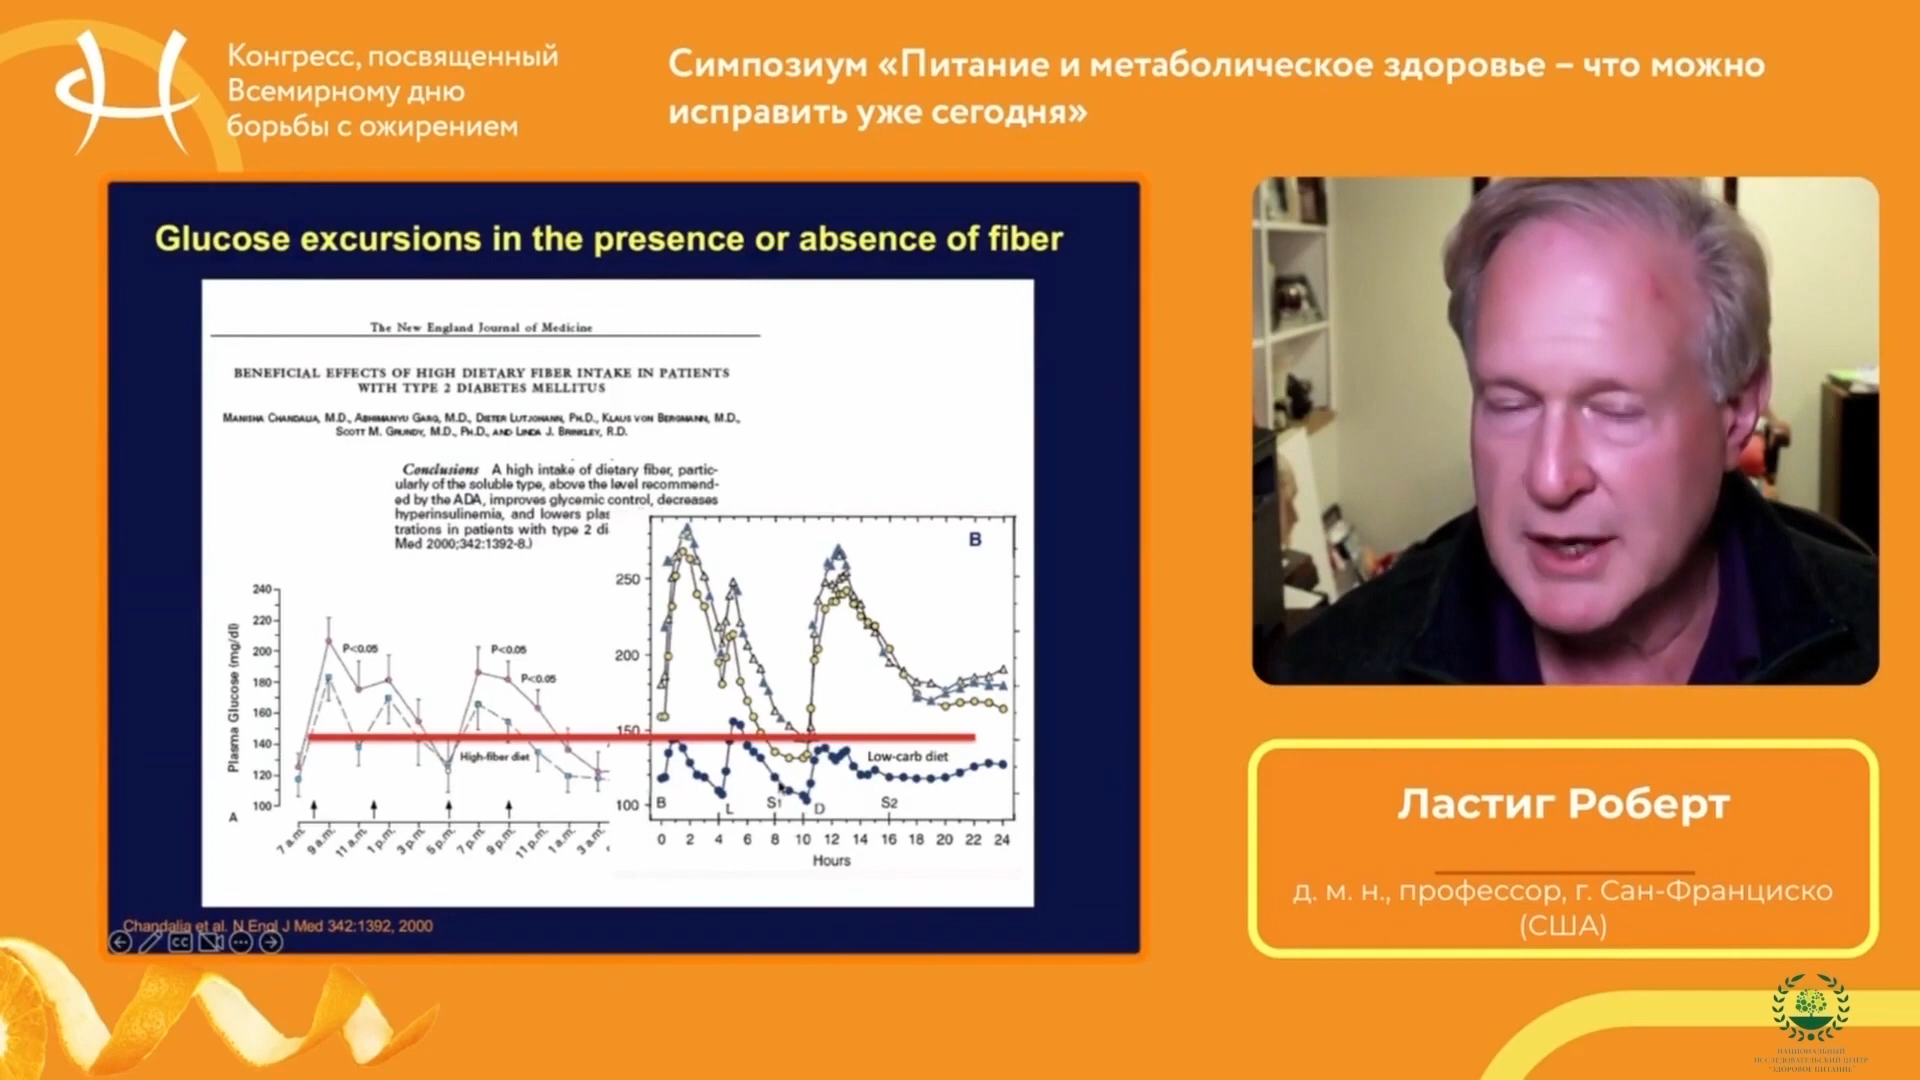 Конгресс, посвященный
Всемирному дню
борьбы с ожирением
Симпозиум «Питание и метаболическое здоровье – что можно
исправить уже сегодня»
Glucose excursions in the presence or absence of fiber
The New England Journal of Medicine
BENEFICIAL EFFECTS OF HIGH DIETARY FIBER INTAKE IN PATIENTS
WITH TYPE 2 DIABETES MELLITUS
MANISHA CHANDALIA, M.D., ABHIMANYU GARG, M.D., DIETER LUTJOHANN, PH.D., KLAUS VON BERGMANN, M.D.,
SCOTT M. GRUNDY, M.D., PH.D., AND LINDA J. BRINKLEY, R.D.
Conclusions A high intake of dietary fiber, partic-
ularly of the soluble type, above the level recommend-
ed by the ADA, improves glycemic control, decreases
hyperinsulinemia, and lowers plas
trations in patients with type 2 di
Med 2000;342:1392-8.)
Plasma Glucose (mg/dl)
240
220
200
180
160
140
120
100
P<0.05
P<0.05
P<0.05
High-fiber diet
A
7 a.m.
9 a.m.
11 a.m.
1 p.m.
3 p.m.
5 p.m.
7 p.m.
9 p.m.
11 p.m.
1 a.m.
3 a.m.
B
250
200
150
100
Low-carb diet
B L S1 D S2
0 2 4 6 8 10 12 14 16 18 20 22 24
Hours
Chandalia et al. N Engl J Med 342:1392, 2000
CC
Ластиг Роберт
д. м. н., профессор, г. Сан-Франциско
(США)
НАЦИОНАЛЬНЫЙ
ИССЛЕДОВАТЕЛЬСКИЙ ЦЕНТР
"ЗДОРОВОЕ ПИТАНИЕ"